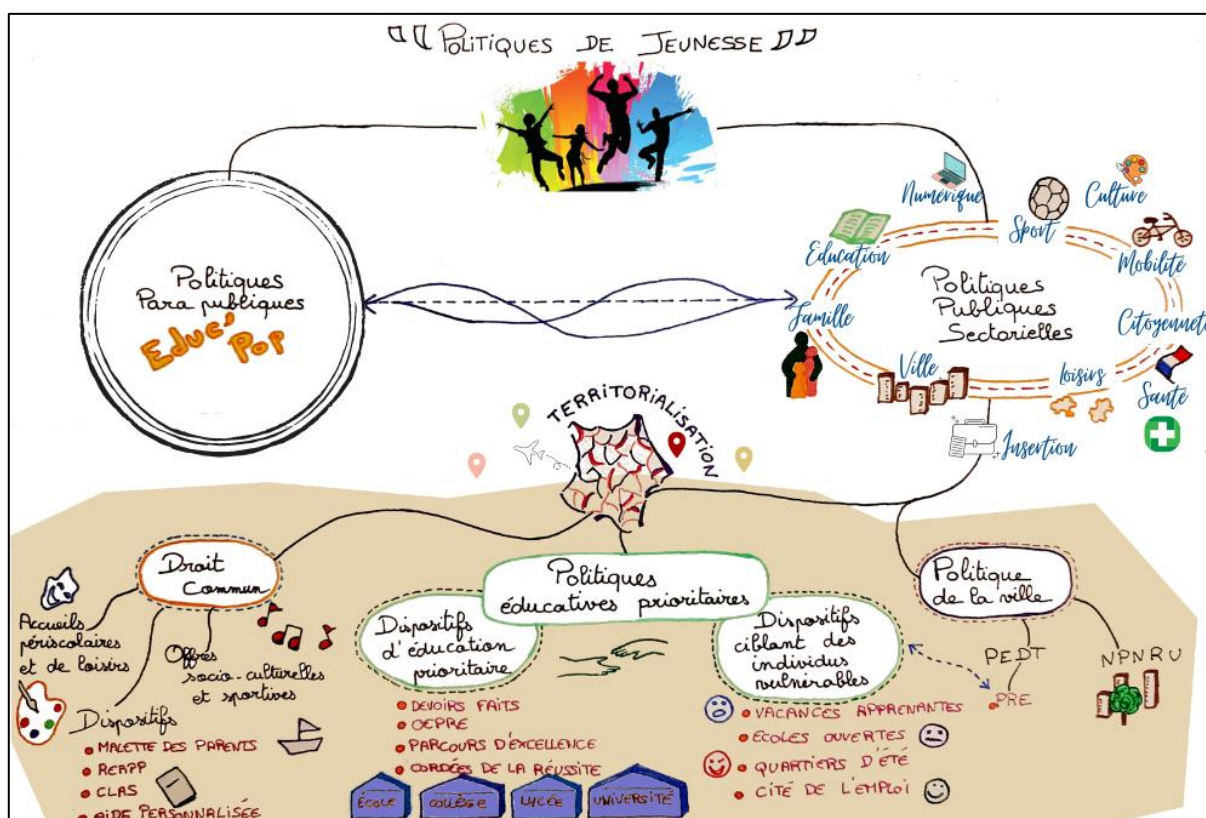 POLITIQUES DE JEUNESSE
Politiques
Para publiques
Educ' Pop
Numérique
Culture
Sport
Education
Mobilité
Politiques
Publiques
Sectorielles
Famille
Citoyenneté
Ville
Loisirs
Santé
Insertion
TERRITORIALISATION
Droit
Commun
Politiques
éducatives prioritaires
Politique
de la ville
Accueils
périscolaires
et de loisirs
Offres
socio-culturelles
et sportives
Dispositifs
d'éducation
prioritaire
Dispositifs
ciblant des
individus
vulnérables
PEDT
PRE
NPNRU
Dispositifs
MALETTE DES PARENTS
REAPP
CLAS
AIDE PERSONNALISÉE
DEVOIRS FAITS
OEPRE
PARCOURS D'EXCELLENCE
CORDÉES DE LA RÉUSSITE
ÉCOLE
COLLÈGE
LYCÉE
UNIVERSITÉ
VACANCES APPRENANTES
ÉCOLES OUVERTES
QUARTIERS D'ÉTÉ
CITÉ DE L'EMPLOI